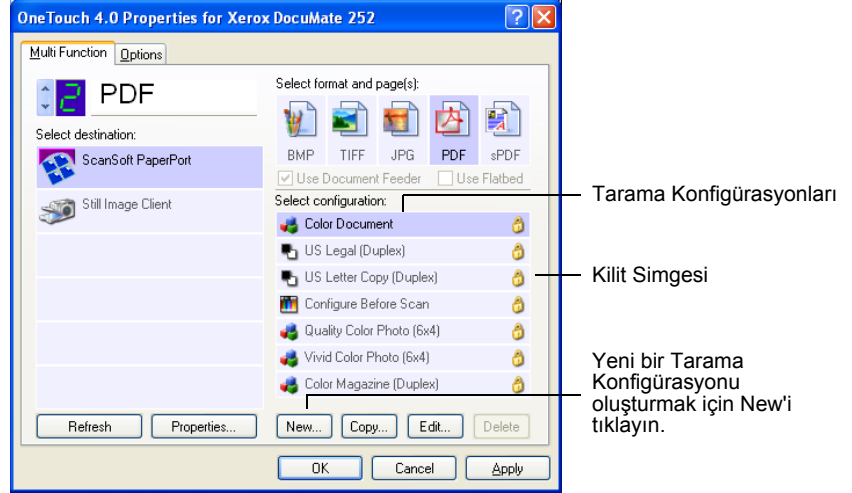 OneTouch 4.0 Properties for Xerox DocuMate 252
Multi Function
Options
2
PDF
Select destination:
ScanSoft PaperPort
Still Image Client
Refresh
Properties...
Select format and page(s):
BMP TIFF JPG PDF sPDF
Use Document Feeder
Use Flatbed
Select configuration:
Color Document
US Legal (Duplex)
US Letter Copy (Duplex)
Configure Before Scan
Quality Color Photo (6x4)
Vivid Color Photo (6x4)
Color Magazine (Duplex)
New... Copy... Edit... Delete
OK Cancel Apply
Tarama Konfigürasyonları
Kilit Simgesi
Yeni bir Tarama
Konfigürasyonu
oluşturmak için New'i
tıklayın.